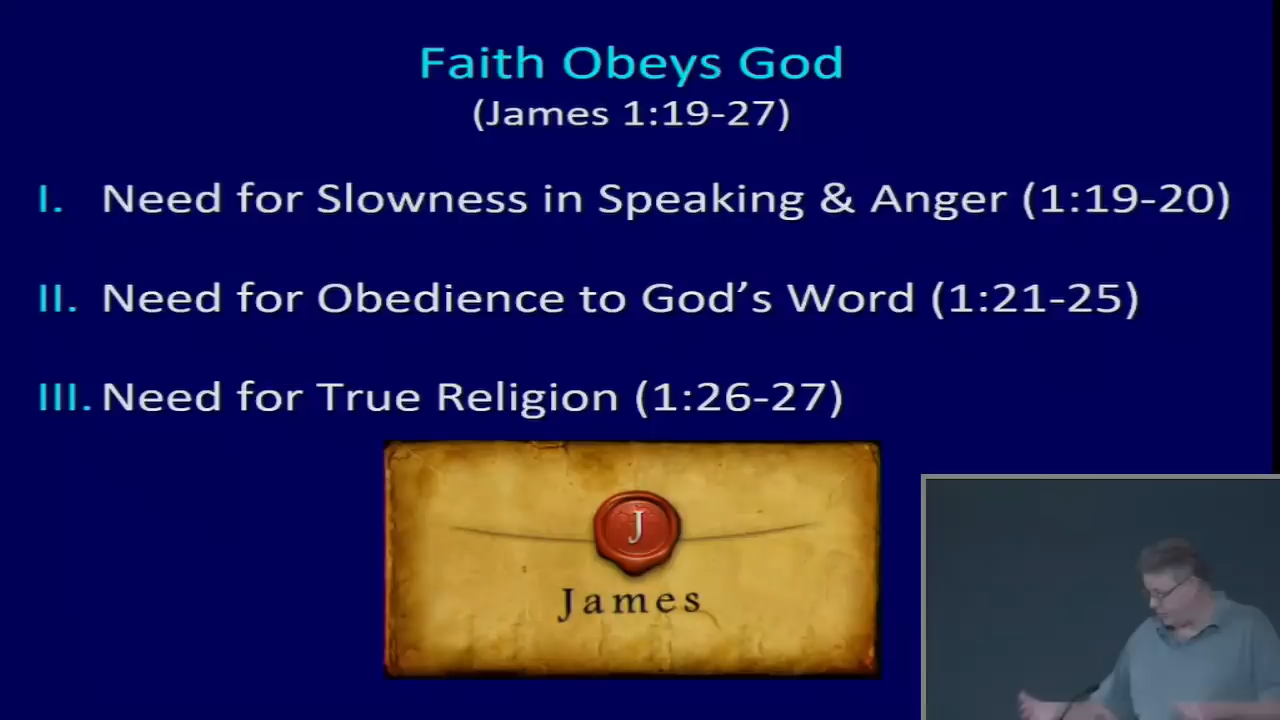 Faith Obeys God
(James 1:19-27)
I. Need for Slowness in Speaking & Anger (1:19-20)
II. Need for Obedience to God’s Word (1:21-25)
III. Need for True Religion (1:26-27)
J
James